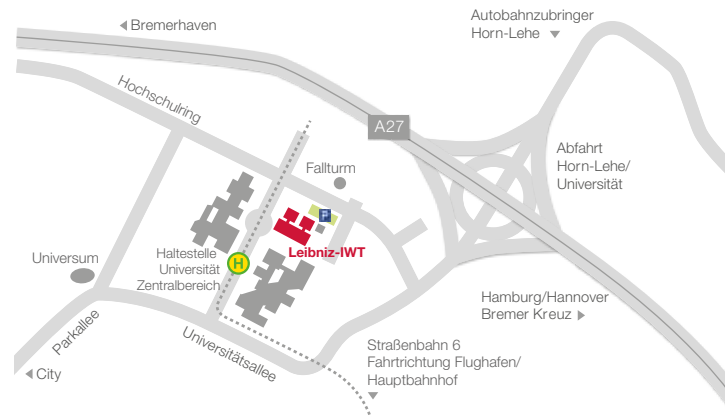 Bremerhaven
Autobahnzubringer
Horn-Lehe
Hochschulring
A27
Fallturm
Abfahrt
Horn-Lehe/
Universität
P
Leibniz-IWT
Haltestelle
Universität
Zentralbereich
H
Universum
Hamburg/Hannover
Bremer Kreuz
Parkallee
Universitätsallee
Straßenbahn 6
Fahrtrichtung Flughafen/
Hauptbahnhof
City